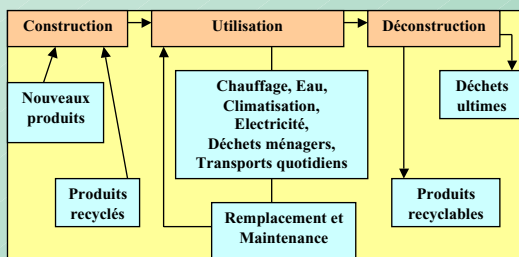 Construction
Utilisation
Déconstruction
Nouveaux
produits
Chauffage, Eau,
Climatisation,
Electricité,
Déchets ménagers,
Transports quotidiens
Déchets
ultimes
Produits
recyclés
Remplacement et
Maintenance
Produits
recyclables